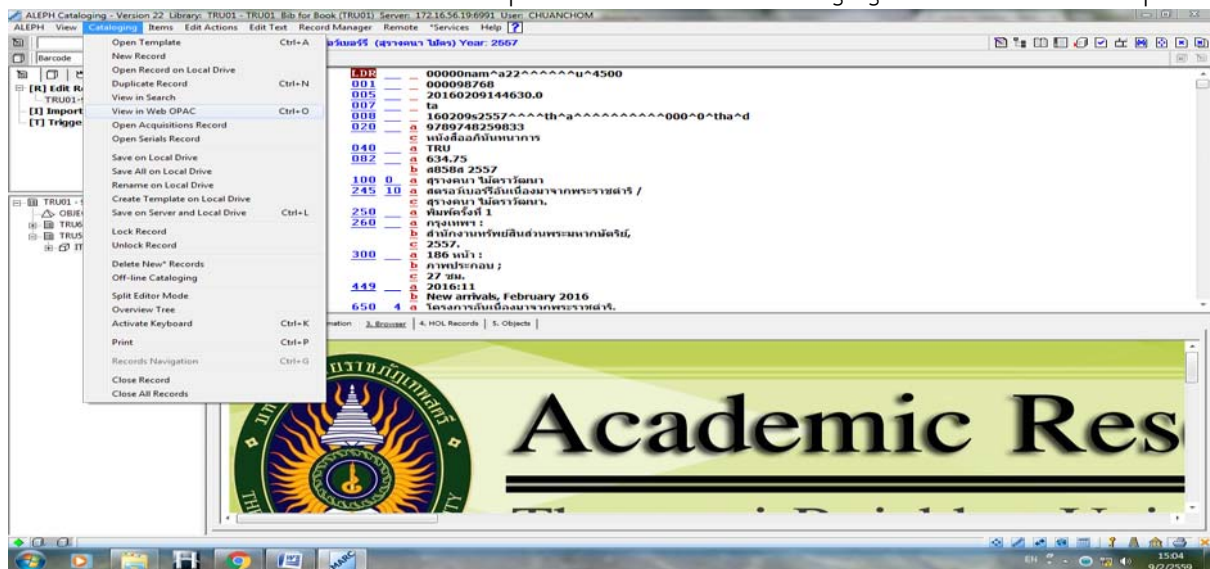 ALEPH Cataloging - Version 22 Library: TRU01 - TRU01 Bib for Book (TRU01) Server: 172.16.56.19:6991 User: CHUANCHOM
ALEPH View Cataloging Items Edit Actions Edit Text Record Manager Remote *Services Help ?
(สุรางคนา ไม้ตรา) Year: 2557
Barcode
[R] Edit R
TRU01-
[I] Import
[T] Trigge
Open Template Ctrl+A
New Record
Open Record on Local Drive
Duplicate Record Ctrl+N
View in Search
View in Web OPAC Ctrl+O
Open Acquisitions Record
Open Serials Record
Save on Local Drive
Save All on Local Drive
Rename on Local Drive
Create Template on Local Drive
Save on Server and Local Drive Ctrl+L
Lock Record
Unlock Record
Delete New* Records
Off-line Cataloging
Split Editor Mode
Overview Tree
Activate Keyboard Ctrl+K
Print Ctrl+P
Records Navigation Ctrl+G
Close Record
Close All Records
LDR 00000nam^a22^^^^^^u^4500
001 000098768
005 20160209144630.0
007 ta
008 160209s2557^^^^th^a^^^^^^^^^^000^0^tha^d
020 a 9789748259833
c หนังสืออภินันทนาการ
040 a TRU
082 a 634.75
b ส858ส 2557
100 0 a สุรางคนา ไม้ตราวัฒนา
245 10 a สตรอว์เบอร์รีอันเนื่องมาจากพระราชดำริ /
c สุรางคนา ไม้ตราวัฒนา.
250 a พิมพ์ครั้งที่ 1
260 a กรุงเทพฯ :
b สำนักงานทรัพย์สินส่วนพระมหากษัตริย์,
c 2557.
300 a 186 หน้า :
b ภาพประกอบ ;
c 27 ซม.
449 a 2016:11
b New arrivals, February 2016
650 4 a โครงการอันเนื่องมาจากพระราชดำริ.
TRU01 -
OBJE
TRU6
TRU5
IT
mation 3. Browser 4. HOL Records 5. Objects
Academic Res
EN 15:04
9/2/2559